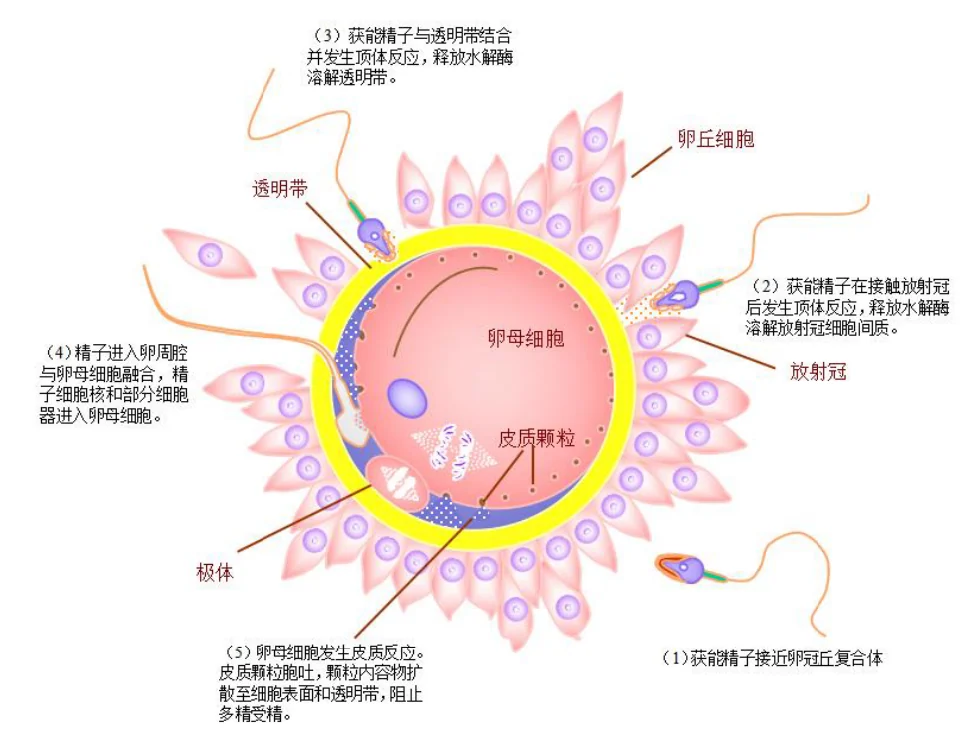 (3) 获能精子与透明带结合
并发生顶体反应，释放水解酶
溶解透明带。
卵丘细胞
透明带
(2) 获能精子在接触放射冠
后发生顶体反应，释放水解酶
溶解放射冠细胞间质。
卵母细胞
(4) 精子进入卵周腔
与卵母细胞融合，精
子细胞核和部分细胞
器进入卵母细胞。
放射冠
皮质颗粒
极体
(5) 卵母细胞发生皮质反应。
皮质颗粒胞吐，颗粒内容物扩
散至细胞表面和透明带，阻止
多精受精。
(1)获能精子接近卵冠丘复合体